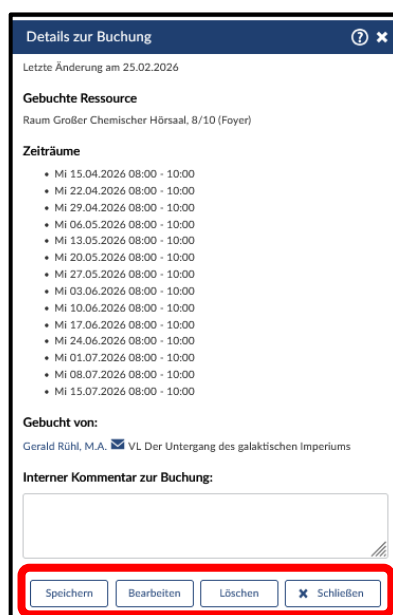 Details zur Buchung
Letzte Änderung am 25.02.2026
Gebuchte Ressource
Raum Großer Chemischer Hörsaal, 8/10 (Foyer)
Zeiträume
• Mi 15.04.2026 08:00 - 10:00
• Mi 22.04.2026 08:00 - 10:00
• Mi 29.04.2026 08:00 - 10:00
• Mi 06.05.2026 08:00 - 10:00
• Mi 13.05.2026 08:00 - 10:00
• Mi 20.05.2026 08:00 - 10:00
• Mi 27.05.2026 08:00 - 10:00
• Mi 03.06.2026 08:00 - 10:00
• Mi 10.06.2026 08:00 - 10:00
• Mi 17.06.2026 08:00 - 10:00
• Mi 24.06.2026 08:00 - 10:00
• Mi 01.07.2026 08:00 - 10:00
• Mi 08.07.2026 08:00 - 10:00
• Mi 15.07.2026 08:00 - 10:00
Gebucht von:
Gerald Rühl, M.A. VL Der Untergang des galaktischen Imperiums
Interner Kommentar zur Buchung:
Speichern Bearbeiten Löschen Schließen